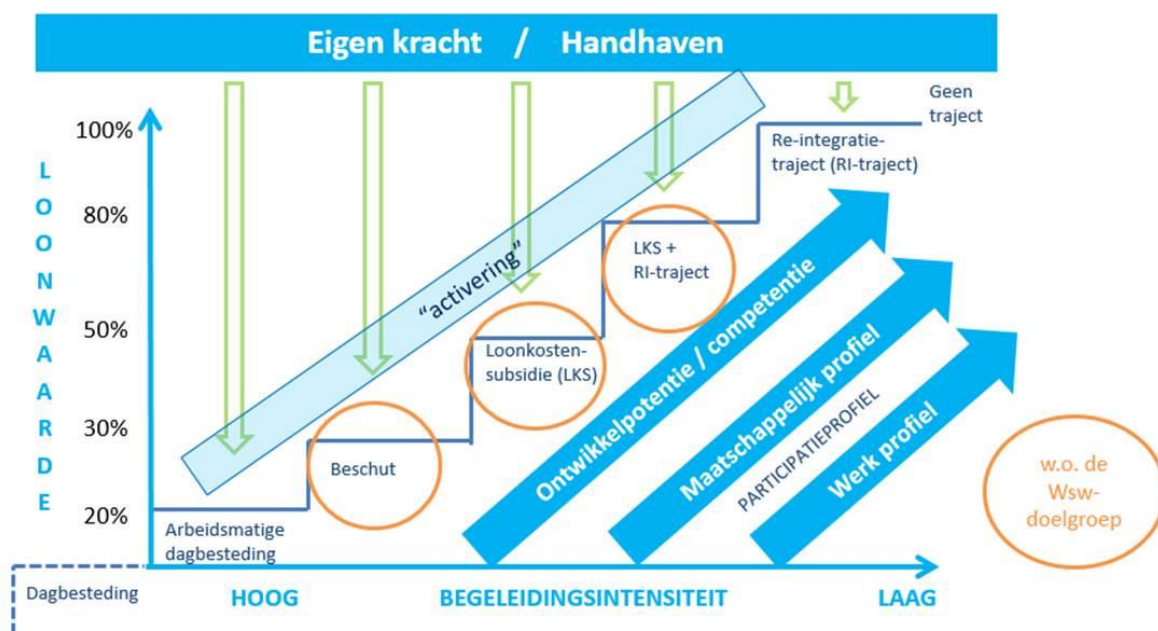 Eigen kracht / Handhaven
Geen
traject
100%
Re-integratie-
traject (RI-traject)
LOONWAARDE
80%
LKS +
RI-traject
"activering"
50%
Loonkosten-
subsidie (LKS)
Ontwikkelpotentie / competentie
Maatschappelijk profiel
PARTICIPATIEPROFIEL
Werk profiel
30%
Beschut
w.o. de
Wsw-
doelgroep
20%
Arbeidsmatige
dagbesteding
Dagbesteding
HOOG BEGELEIDINGSINTENSITEIT LAAG